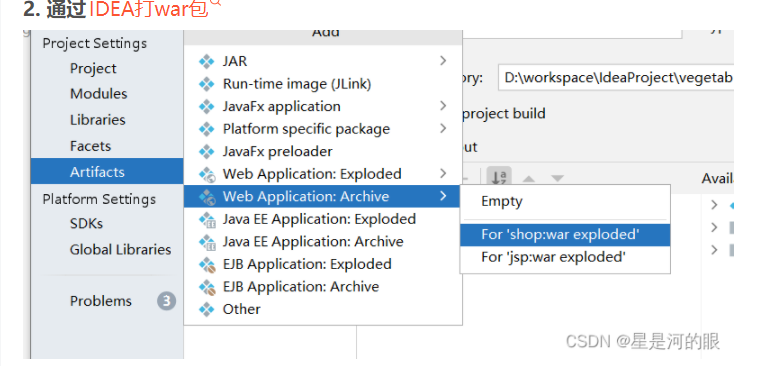 2. 通过 IDEA打war包
Add
Project Settings
Project
Modules
Libraries
Facets
Artifacts
Platform Settings
SDKs
Global Libraries
Problems 3
JAR
Run-time image (JLink)
JavaFx application
Platform specific package
JavaFx preloader
Web Application: Exploded
Web Application: Archive
Java EE Application: Exploded
Java EE Application: Archive
EJB Application: Exploded
EJB Application: Archive
Other
Empty
For 'shop:war exploded'
For 'jsp:war exploded'
ory: D:\workspace\IdeaProject\vegetab
project build
out
Availa
CSDN @星是河的眼